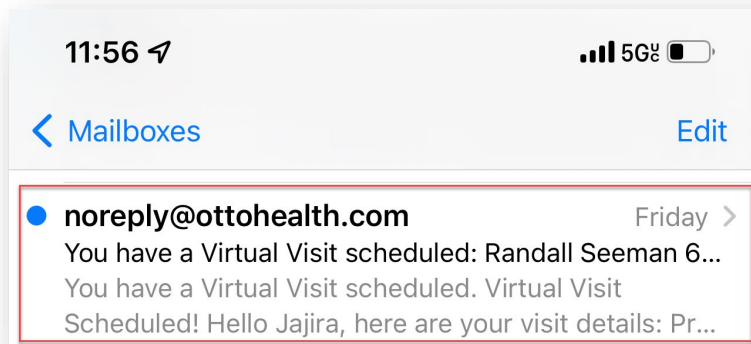 11:56 5GUC
Mailboxes Edit
noreply@ottohealth.com Friday
You have a Virtual Visit scheduled: Randall Seeman 6...
You have a Virtual Visit scheduled. Virtual Visit
Scheduled! Hello Jajira, here are your visit details: Pr...